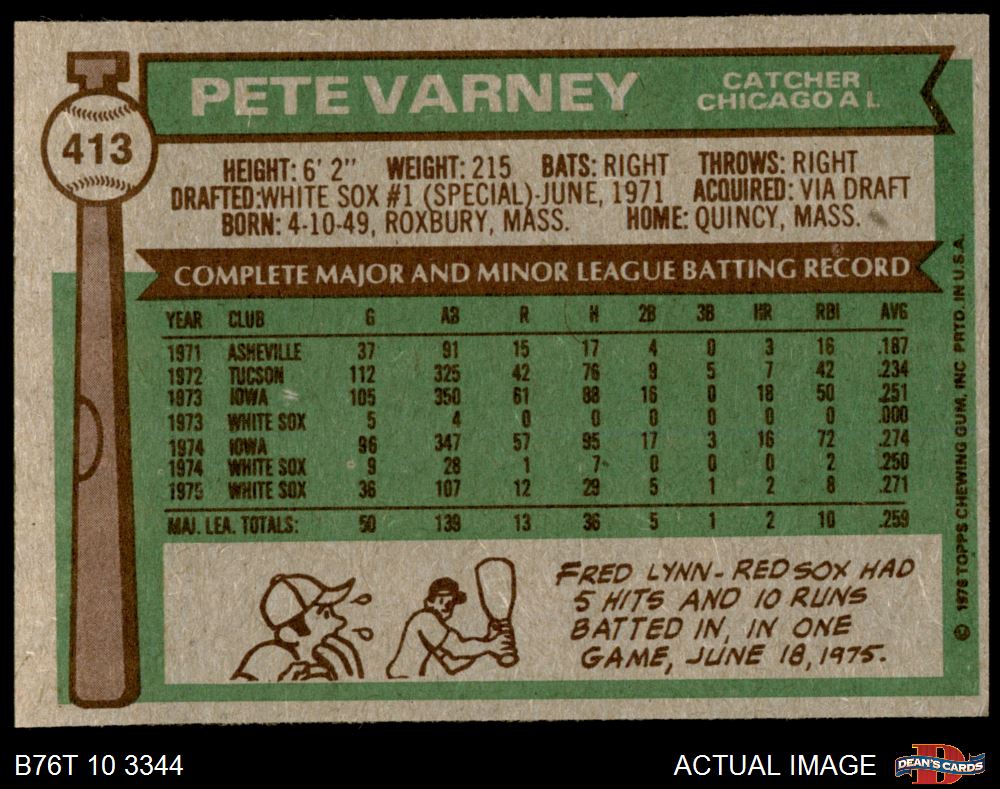 PETE VARNEY
CATCHER
CHICAGO A L
413
HEIGHT: 6' 2" WEIGHT: 215 BATS: RIGHT THROWS: RIGHT
DRAFTED:WHITE SOX #1 (SPECIAL)-JUNE, 1971 ACQUIRED: VIA DRAFT
BORN: 4-10-49, ROXBURY, MASS. HOME: QUINCY, MASS.
COMPLETE MAJOR AND MINOR LEAGUE BATTING RECORD
YEAR CLUB G AB R H 2B 3B HR RBI AVG
1971 ASHEVILLE 37 91 15 17 4 0 3 16 .187
1972 TUCSON 112 325 42 76 9 5 7 42 .234
1973 IOWA 105 350 61 88 16 0 18 50 .251
1973 WHITE SOX 5 4 0 0 0 0 0 0 .000
1974 IOWA 96 347 57 95 17 3 16 72 .274
1974 WHITE SOX 9 28 1 7 0 0 0 2 .250
1975 WHITE SOX 36 107 12 29 5 1 2 8 .271
MAJ. LEA. TOTALS: 50 139 13 36 5 1 2 10 .259
FRED LYNN-RED SOX HAD
5 HITS AND 10 RUNS
BATTED IN, IN ONE
GAME, JUNE 18, 1975.
© 1976 TOPPS CHEWING GUM, INC PRTD. IN U.S.A.
B76T 10 3344
ACTUAL IMAGE
DEAN'S CARDS